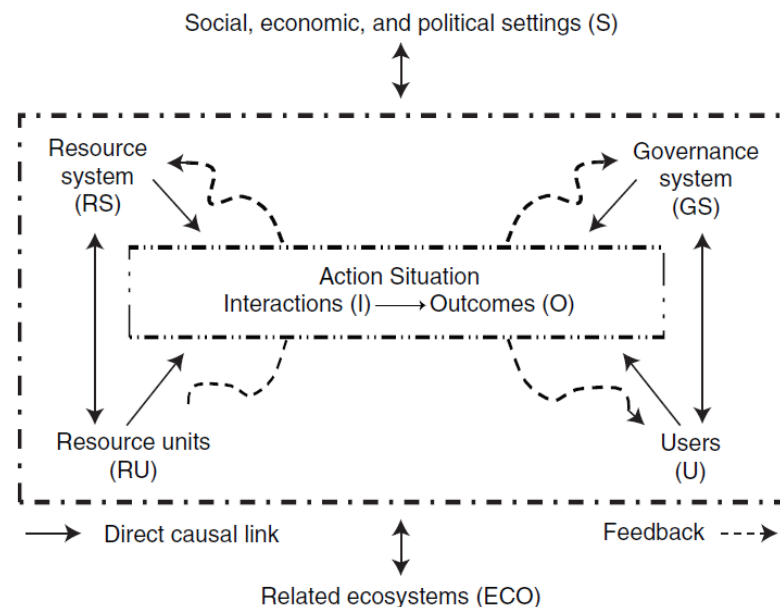 Social, economic, and political settings (S)
Resource
system
(RS)
Governance
system
(GS)
Action Situation
Interactions (I) Outcomes (O)
Resource units
(RU)
Users
(U)
Direct causal link
Feedback
Related ecosystems (ECO)